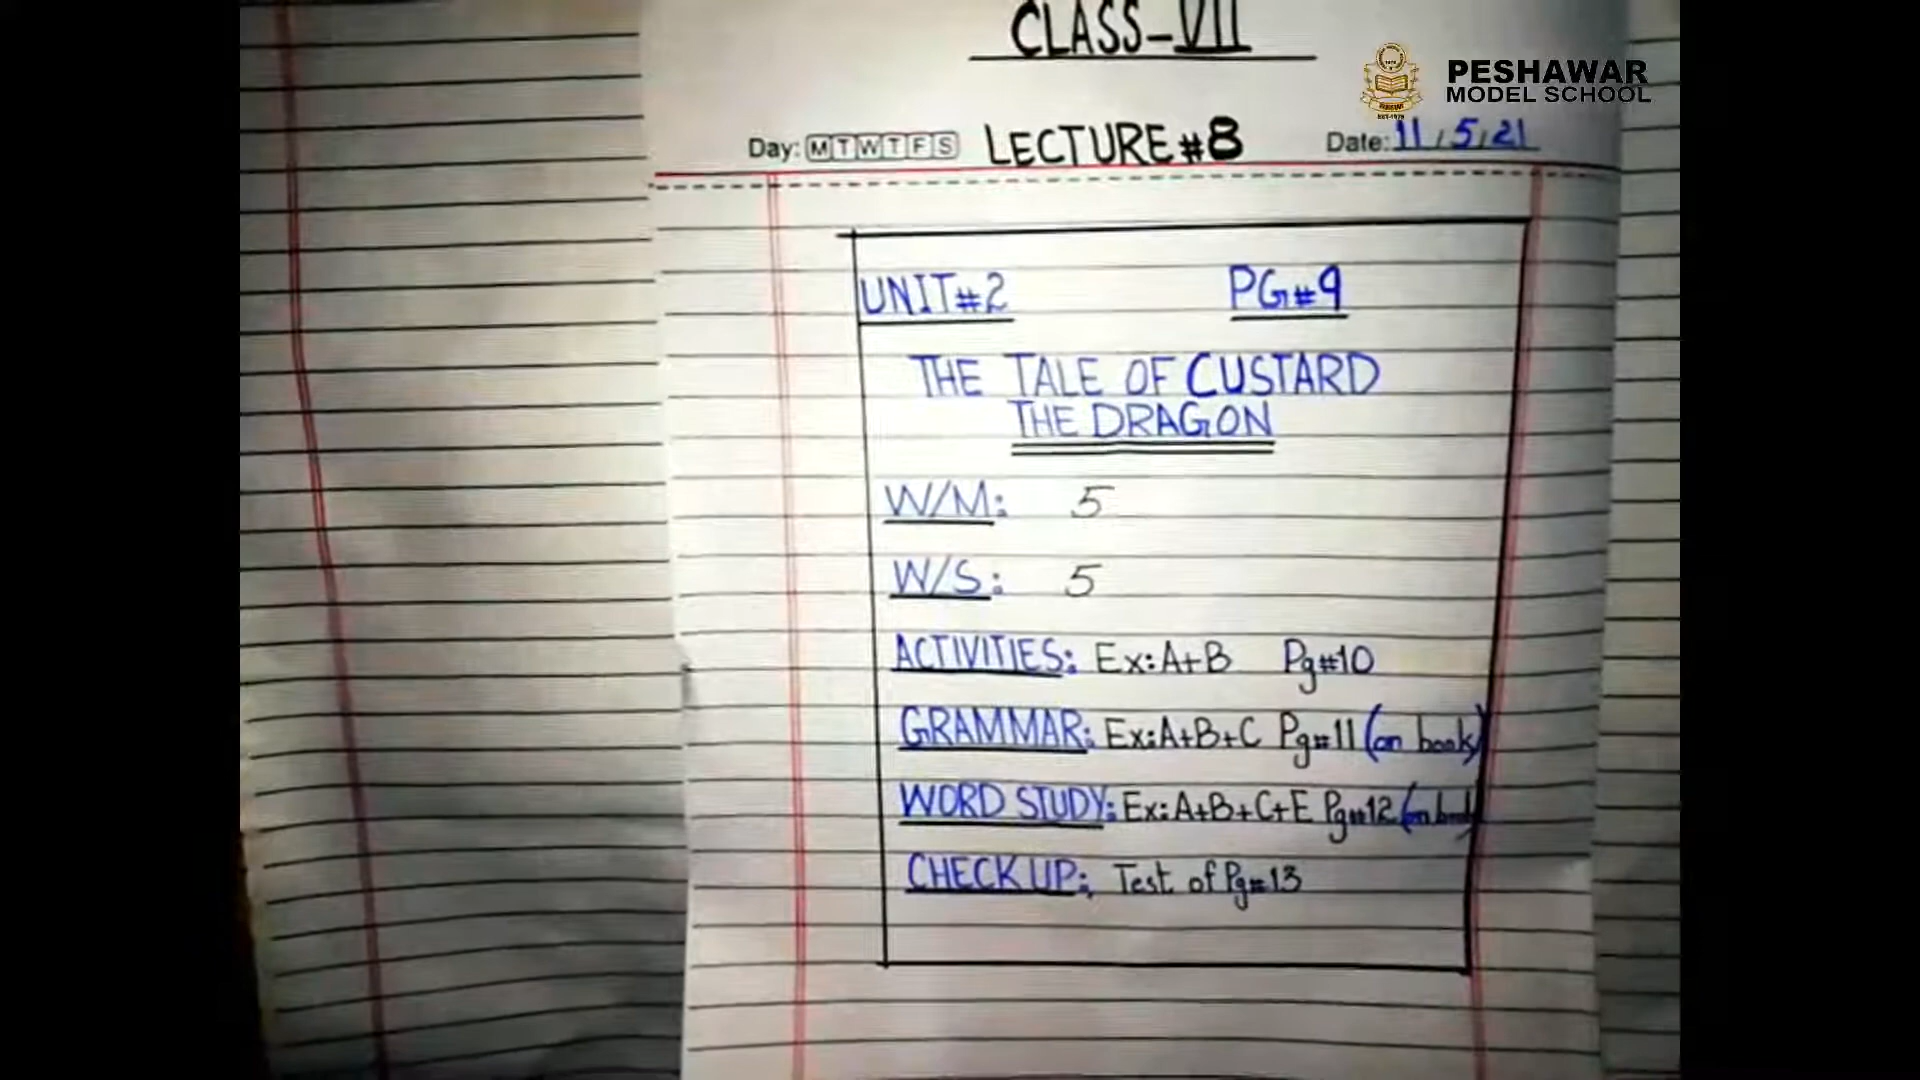 CLASS-VII
PESHAWAR
MODEL SCHOOL
Day: M T W T F S LECTURE #8 Date: 11/5/21
UNIT#2 PG#9
THE TALE OF CUSTARD
THE DRAGON
W/M: 5
W/S: 5
ACTIVITIES: Ex: A+B Pg#10
GRAMMAR: Ex: A+B+C Pg#11 (on book)
WORD STUDY: Ex: A+B+C+E Pg#12 (on book)
CHECK UP: Test of Pg#13